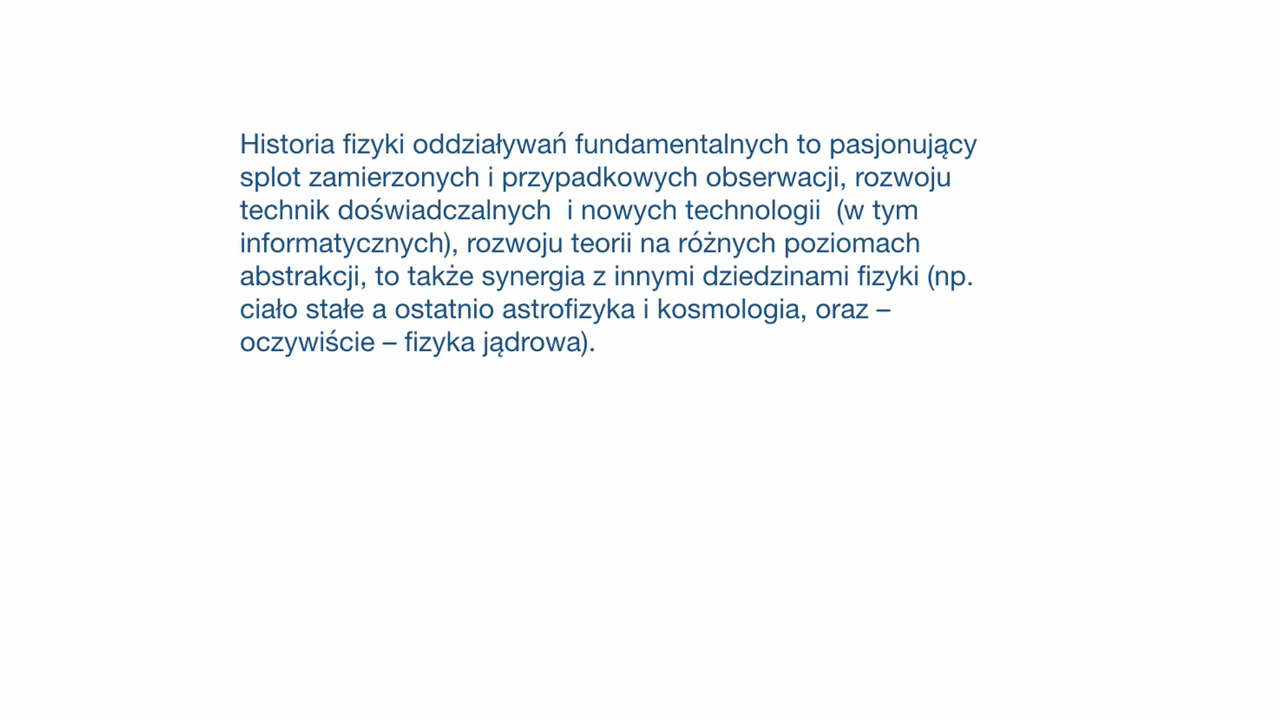 Historia fizyki oddziaływań fundamentalnych to pasjonujący
splot zamierzonych i przypadkowych obserwacji, rozwoju
technik doświadczalnych  i nowych technologii  (w tym
informatycznych), rozwoju teorii na różnych poziomach
abstrakcji, to także synergia z innymi dziedzinami fizyki (np.
ciało stałe a ostatnio astrofizyka i kosmologia, oraz –
oczywiście – fizyka jądrowa).